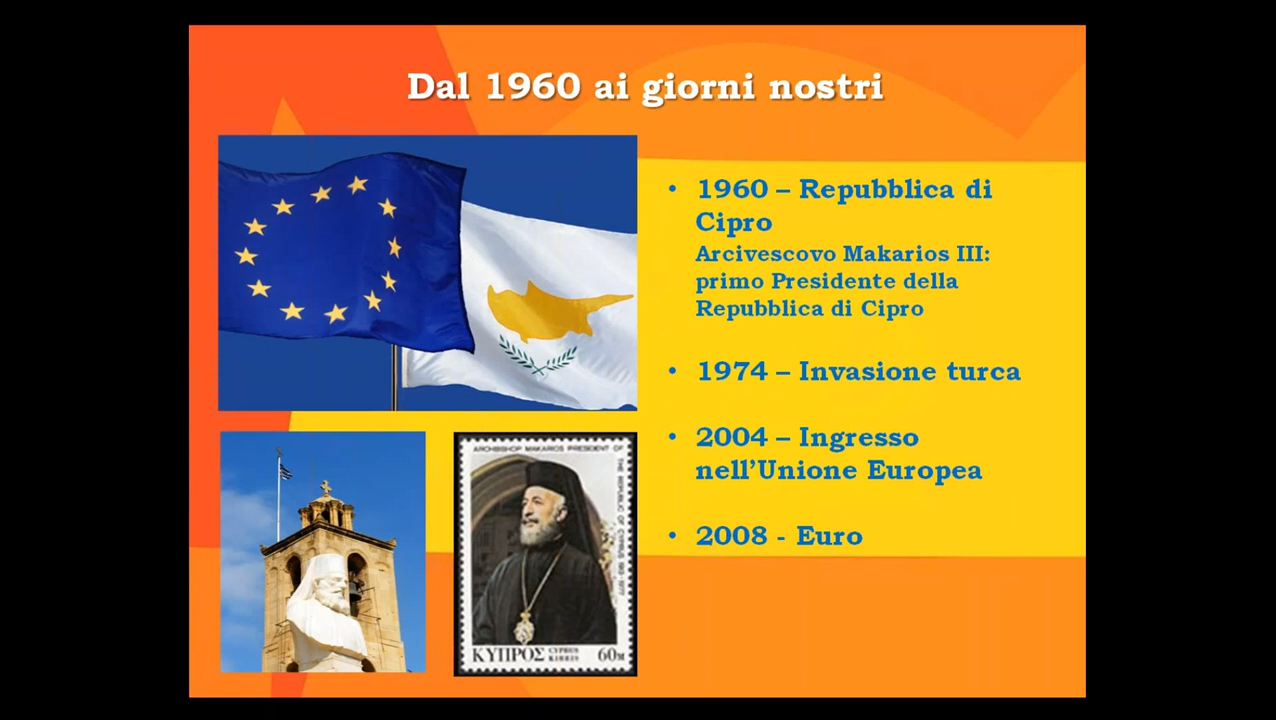 Dal 1960 ai giorni nostri
• 1960 – Repubblica di
Cipro
Arcivescovo Makarios III:
primo Presidente della
Repubblica di Cipro
• 1974 – Invasione turca
• 2004 – Ingresso
nell’Unione Europea
• 2008 - Euro
ARCHBISHOP MAKARIOS PRESIDENT OF
THE REPUBLIC OF CYPRUS
ΚΥΠΡΟΣ CYPRUS
KIBRIS 60M